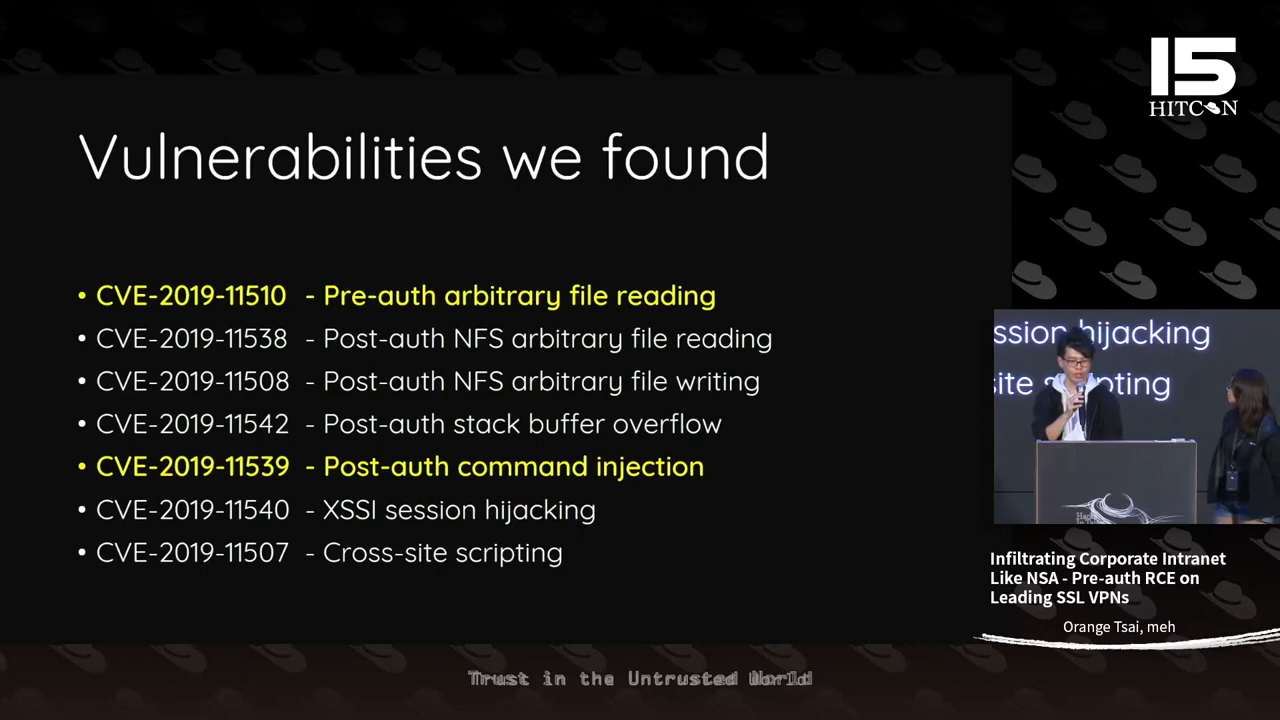 15
HITCON
Vulnerabilities we found
• CVE-2019-11510 - Pre-auth arbitrary file reading
• CVE-2019-11538 - Post-auth NFS arbitrary file reading
• CVE-2019-11508 - Post-auth NFS arbitrary file writing
• CVE-2019-11542 - Post-auth stack buffer overflow
• CVE-2019-11539 - Post-auth command injection
• CVE-2019-11540 - XSSI session hijacking
• CVE-2019-11507 - Cross-site scripting
ssion hijacking
site scripting
Infiltrating Corporate Intranet
Like NSA - Pre-auth RCE on
Leading SSL VPNs
Orange Tsai, meh
Trust in the Untrusted World